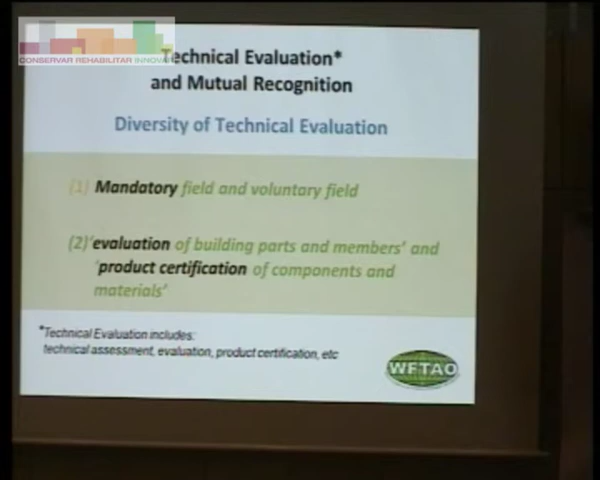 CONSERVAR REHABILITAR INNOVAR
Technical Evaluation*
and Mutual Recognition
Diversity of Technical Evaluation
(1) Mandatory field and voluntary field
(2)'evaluation of building parts and members' and
'product certification of components and
materials'
*Technical Evaluation includes:
technical assessment, evaluation, product certification, etc
WFTAO